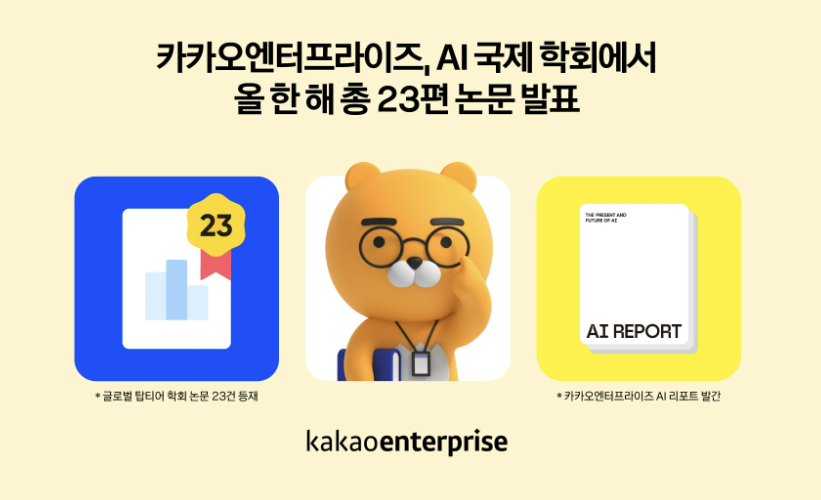 카카오엔터프라이즈, AI 국제 학회에서
올 한 해 총 23편 논문 발표
23
THE PRESENT AND
FUTURE OF AI
AI REPORT
* 글로벌 탑티어 학회 논문 23건 등재
* 카카오엔터프라이즈 AI 리포트 발간
kakaoenterprise